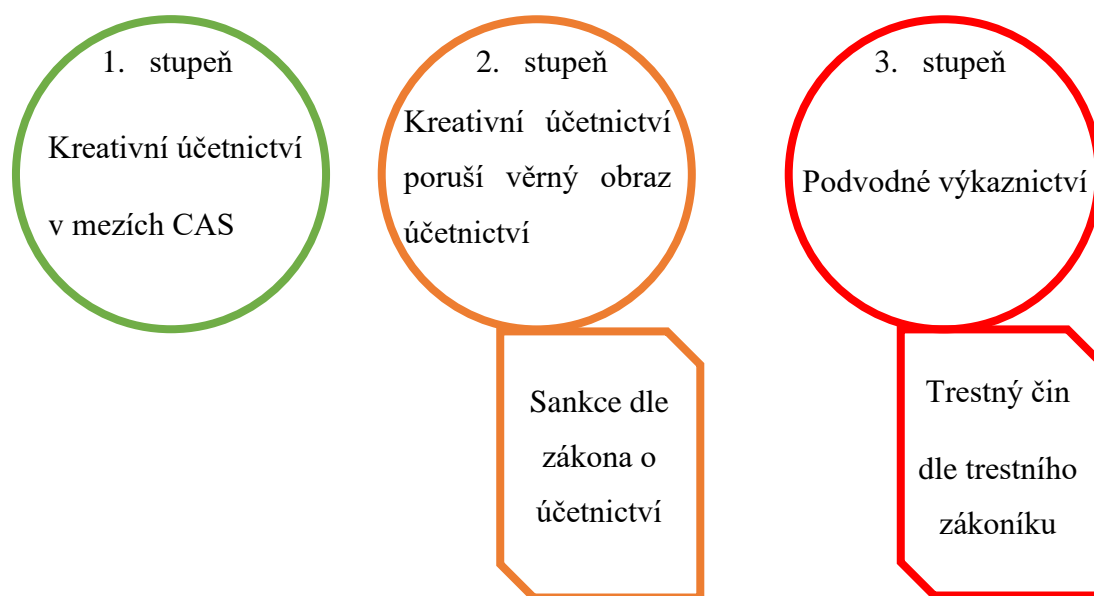 1. stupeň
Kreativní účetnictví
v mezích CAS
2. stupeň
Kreativní účetnictví
poruší věrný obraz
účetnictví
Sankce dle
zákona o
účetnictví
3. stupeň
Podvodné výkaznictví
Trestný čin
dle trestního
zákoníku